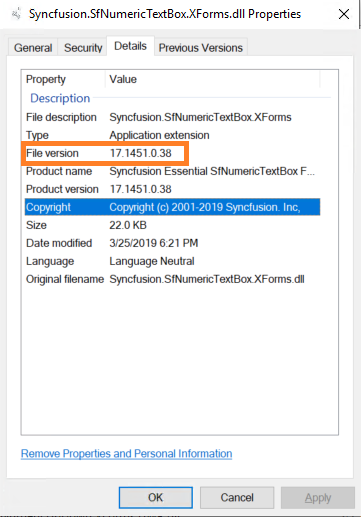 Syncfusion.SfNumericTextBox.XForms.dll Properties
General Security Details Previous Versions
Property Value
Description
File description Syncfusion.SfNumericTextBox.XForms
Type Application extension
File version 17.1451.0.38
Product name Syncfusion Essential SfNumericTextBox F...
Product version 17.1451.0.38
Copyright Copyright (c) 2001-2019 Syncfusion. Inc,
Size 22.0 KB
Date modified 3/25/2019 6:21 PM
Language Language Neutral
Original filename Syncfusion.SfNumericTextBox.XForms.dll
Remove Properties and Personal Information
OK Cancel Apply